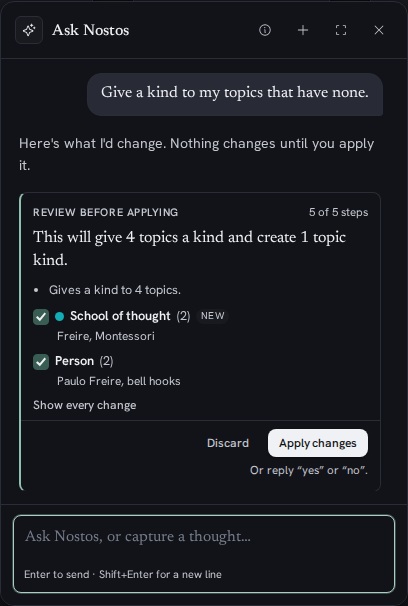 Ask Nostos
Give a kind to my topics that have none.
Here's what I'd change. Nothing changes until you apply
it.
REVIEW BEFORE APPLYING 5 of 5 steps
This will give 4 topics a kind and create 1 topic
kind.
• Gives a kind to 4 topics.
School of thought (2) NEW
Freire, Montessori
Person (2)
Paulo Freire, bell hooks
Show every change
Discard Apply changes
Or reply “yes” or “no”.
Ask Nostos, or capture a thought…
Enter to send · Shift+Enter for a new line